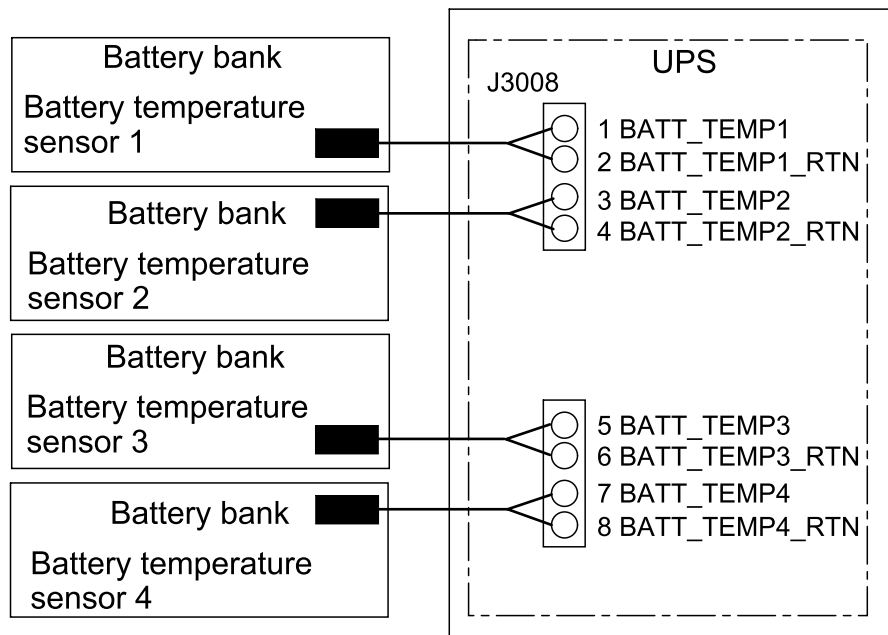 Battery bank
Battery temperature
sensor 1
Battery bank
Battery temperature
sensor 2
Battery bank
Battery temperature
sensor 3
Battery bank
Battery temperature
sensor 4
UPS
J3008
1 BATT_TEMP1
2 BATT_TEMP1_RTN
3 BATT_TEMP2
4 BATT_TEMP2_RTN
5 BATT_TEMP3
6 BATT_TEMP3_RTN
7 BATT_TEMP4
8 BATT_TEMP4_RTN